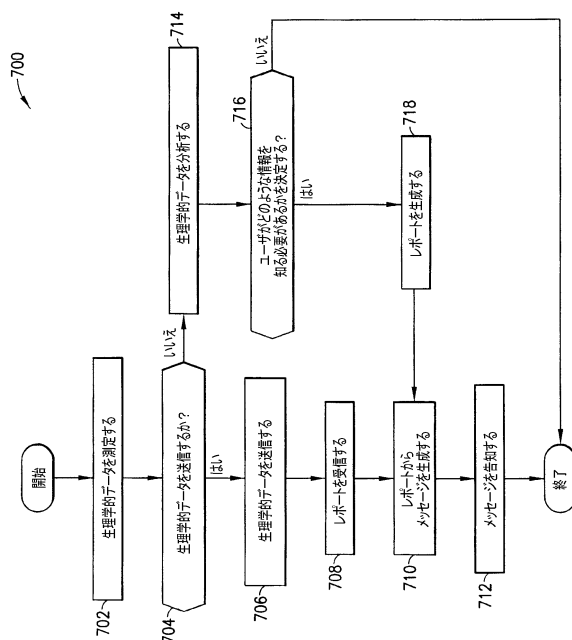 700
開始
702
生理学的データを測定する
704
生理学的データを送信するか?
いいえ
はい
706
生理学的データを送信する
708
レポートを受信する
710
レポートから
メッセージを生成する
712
メッセージを告知する
終了
714
生理学的データを分析する
716
ユーザがどのような情報を
知る必要があるかを決定する?
いいえ
はい
718
レポートを生成する